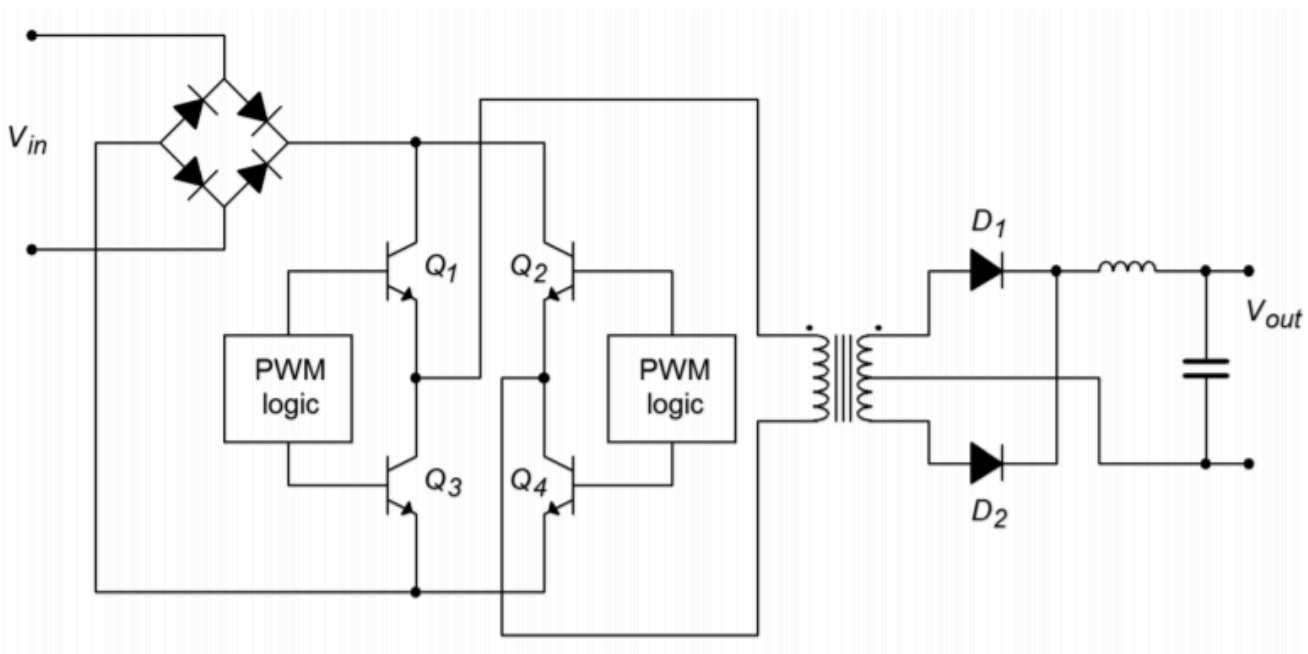 V_in
Q_1
Q_2
D_1
V_out
PWM
logic
PWM
logic
Q_3
Q_4
D_2